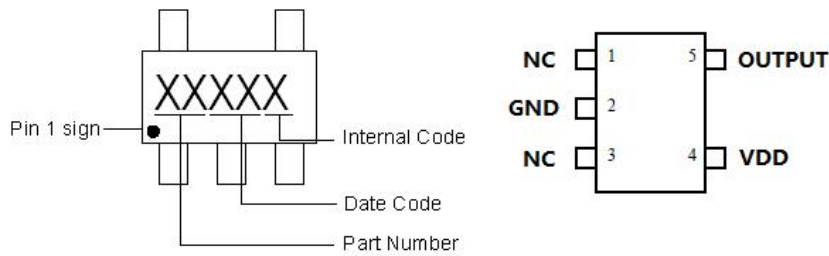 XXXXX
Pin 1 sign
Internal Code
Date Code
Part Number
NC 1 5 OUTPUT
GND 2
NC 3 4 VDD